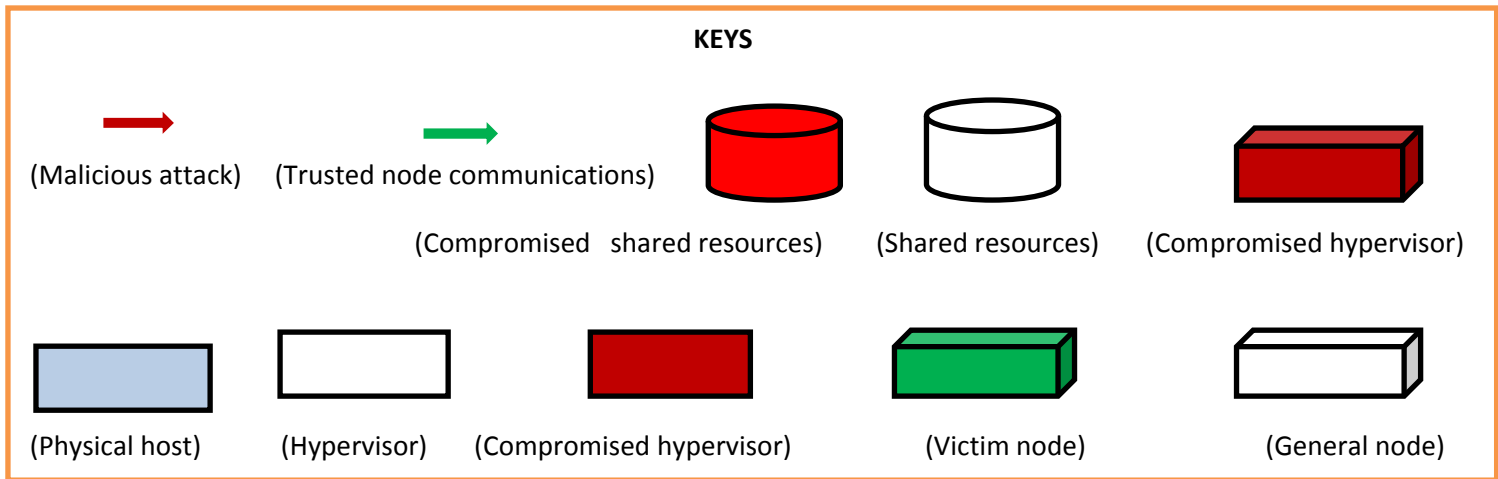 KEYS
(Malicious attack) (Trusted node communications)
(Compromised shared resources) (Shared resources) (Compromised hypervisor)
(Physical host) (Hypervisor) (Compromised hypervisor) (Victim node) (General node)